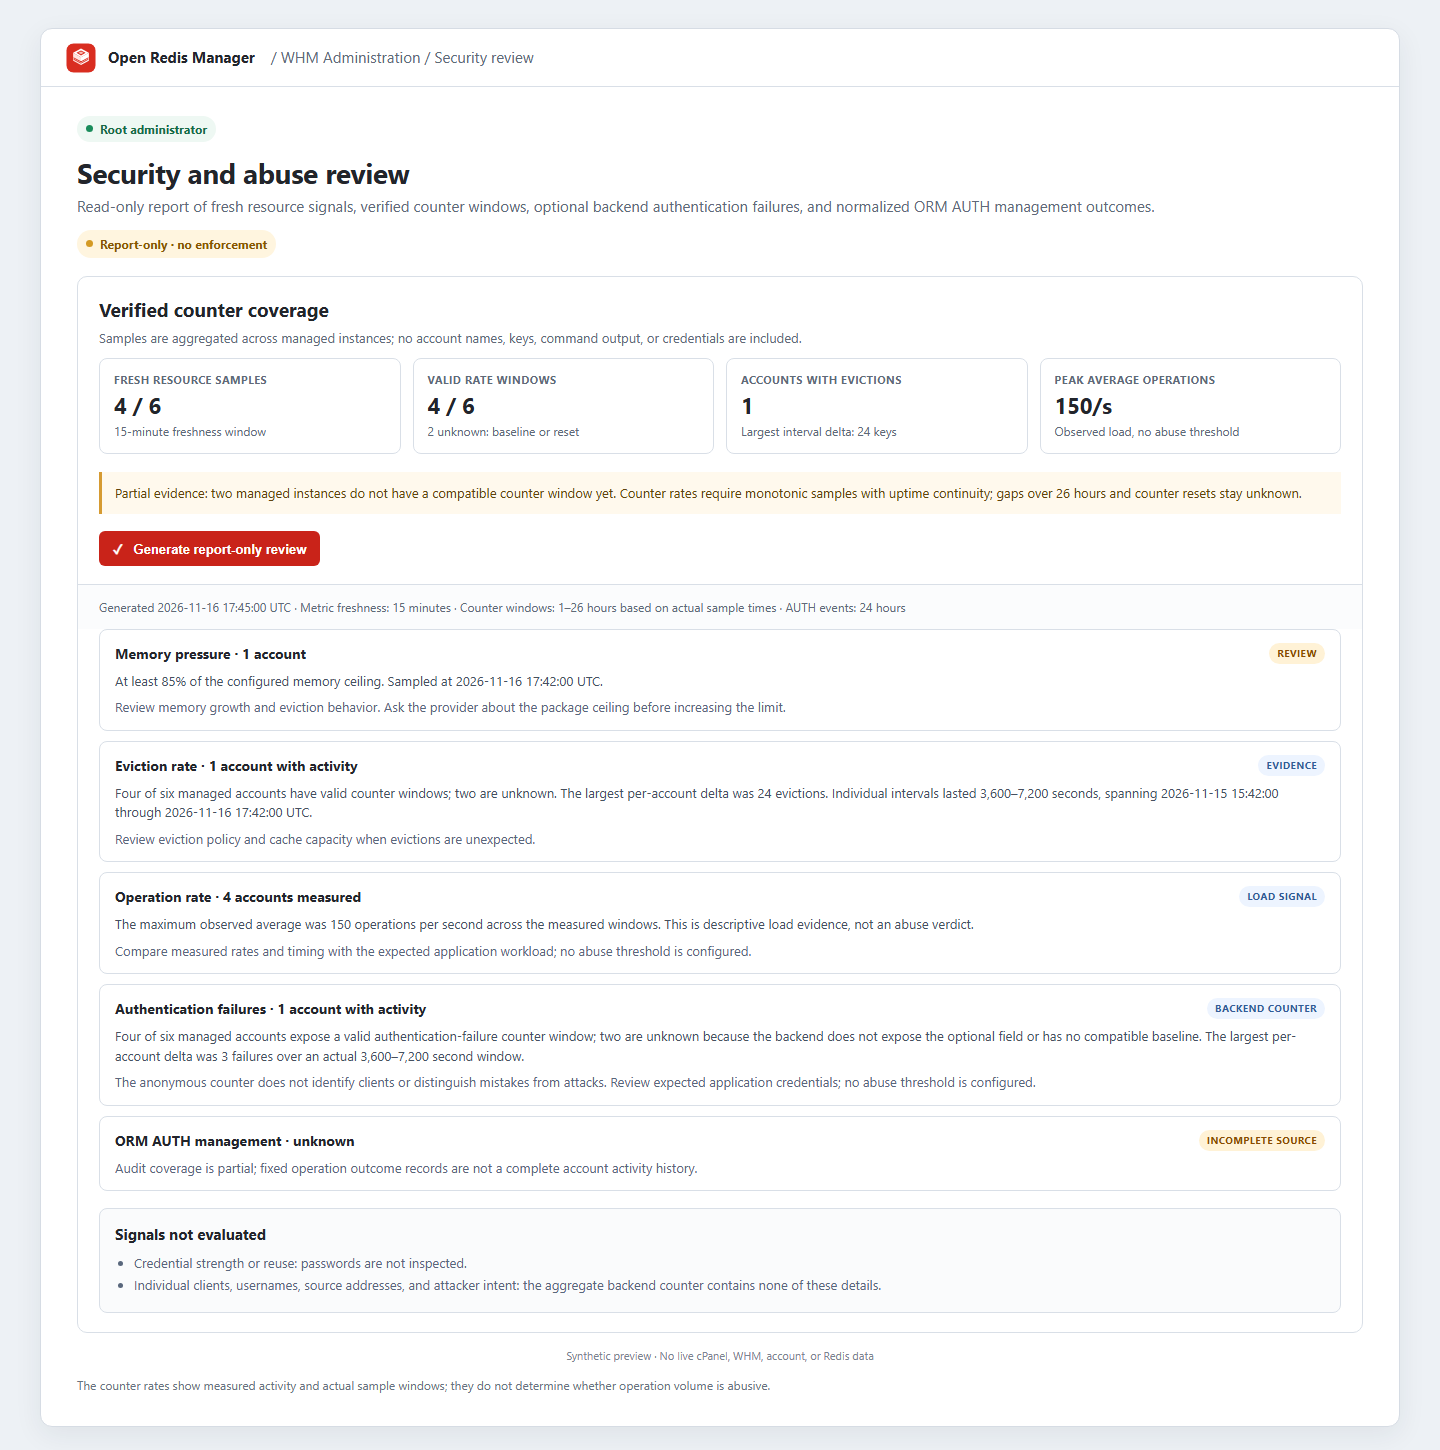 Open Redis Manager / WHM Administration / Security review
Root administrator
Security and abuse review
Read-only report of fresh resource signals, verified counter windows, optional backend authentication failures, and normalized ORM AUTH management outcomes.
Report-only · no enforcement
Verified counter coverage
Samples are aggregated across managed instances; no account names, keys, command output, or credentials are included.
FRESH RESOURCE SAMPLES
4 / 6
15-minute freshness window
VALID RATE WINDOWS
4 / 6
2 unknown: baseline or reset
ACCOUNTS WITH EVICTIONS
1
Largest interval delta: 24 keys
PEAK AVERAGE OPERATIONS
150/s
Observed load, no abuse threshold
Partial evidence: two managed instances do not have a compatible counter window yet. Counter rates require monotonic samples with uptime continuity; gaps over 26 hours and counter resets stay unknown.
✓ Generate report-only review
Generated 2026-11-16 17:45:00 UTC · Metric freshness: 15 minutes · Counter windows: 1–26 hours based on actual sample times · AUTH events: 24 hours
Memory pressure · 1 account
REVIEW
At least 85% of the configured memory ceiling. Sampled at 2026-11-16 17:42:00 UTC.
Review memory growth and eviction behavior. Ask the provider about the package ceiling before increasing the limit.
Eviction rate · 1 account with activity
EVIDENCE
Four of six managed accounts have valid counter windows; two are unknown. The largest per-account delta was 24 evictions. Individual intervals lasted 3,600–7,200 seconds, spanning 2026-11-15 15:42:00
through 2026-11-16 17:42:00 UTC.
Review eviction policy and cache capacity when evictions are unexpected.
Operation rate · 4 accounts measured
LOAD SIGNAL
The maximum observed average was 150 operations per second across the measured windows. This is descriptive load evidence, not an abuse verdict.
Compare measured rates and timing with the expected application workload; no abuse threshold is configured.
Authentication failures · 1 account with activity
BACKEND COUNTER
Four of six managed accounts expose a valid authentication-failure counter window; two are unknown because the backend does not expose the optional field or has no compatible baseline. The largest per-
account delta was 3 failures over an actual 3,600–7,200 second window.
The anonymous counter does not identify clients or distinguish mistakes from attacks. Review expected application credentials; no abuse threshold is configured.
ORM AUTH management · unknown
INCOMPLETE SOURCE
Audit coverage is partial; fixed operation outcome records are not a complete account activity history.
Signals not evaluated
• Credential strength or reuse: passwords are not inspected.
• Individual clients, usernames, source addresses, and attacker intent: the aggregate backend counter contains none of these details.
Synthetic preview · No live cPanel, WHM, account, or Redis data
The counter rates show measured activity and actual sample windows; they do not determine whether operation volume is abusive.